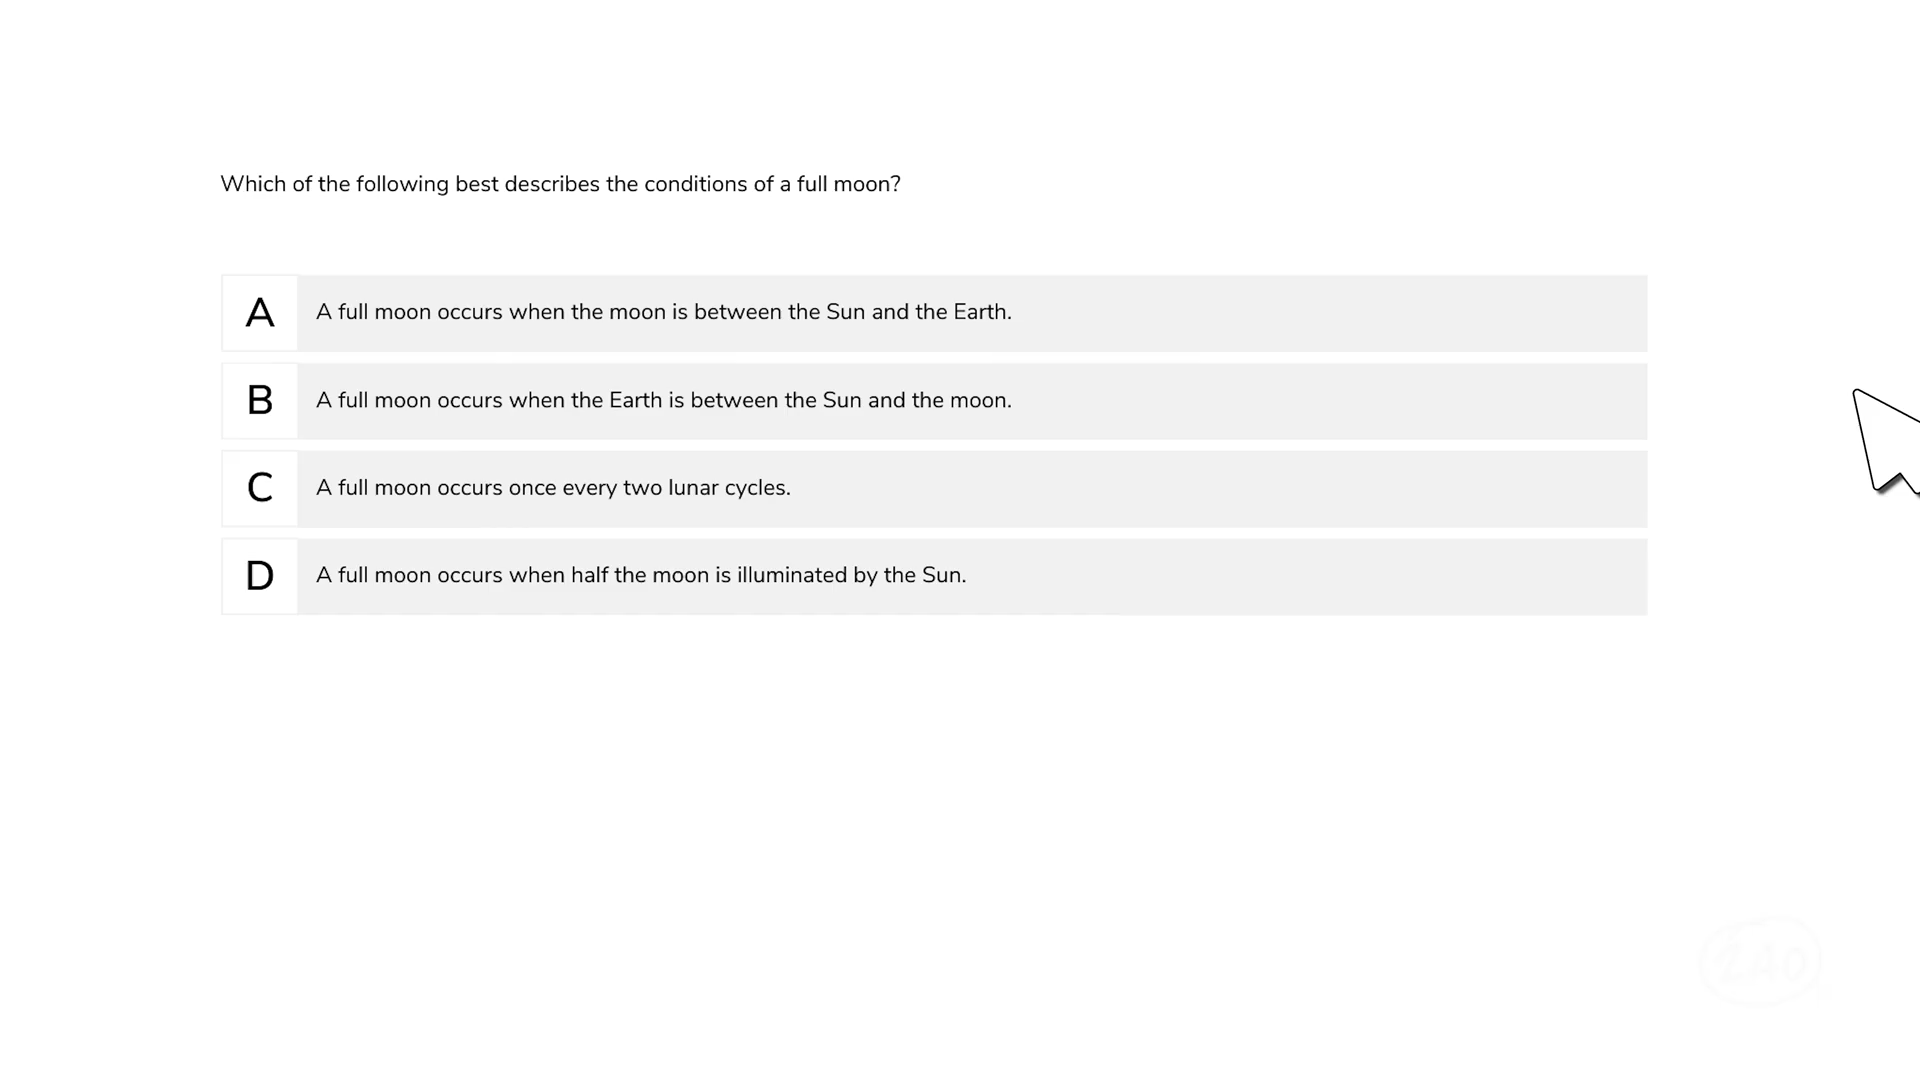 Which of the following best describes the conditions of a full moon?
A
A full moon occurs when the moon is between the Sun and the Earth.
B
A full moon occurs when the Earth is between the Sun and the moon.
C
A full moon occurs once every two lunar cycles.
D
A full moon occurs when half the moon is illuminated by the Sun.
240